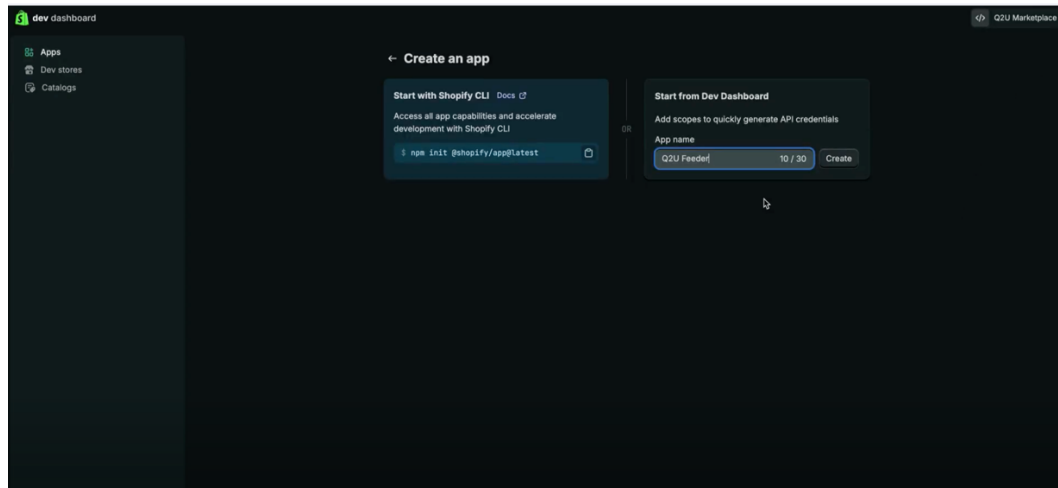 dev dashboard
Q2U Marketplace
Apps
Dev stores
Catalogs
← Create an app
Start with Shopify CLI Docs
Access all app capabilities and accelerate
development with Shopify CLI
$ npm init @shopify/app@latest
OR
Start from Dev Dashboard
Add scopes to quickly generate API credentials
App name
Q2U Feeder 10 / 30 Create